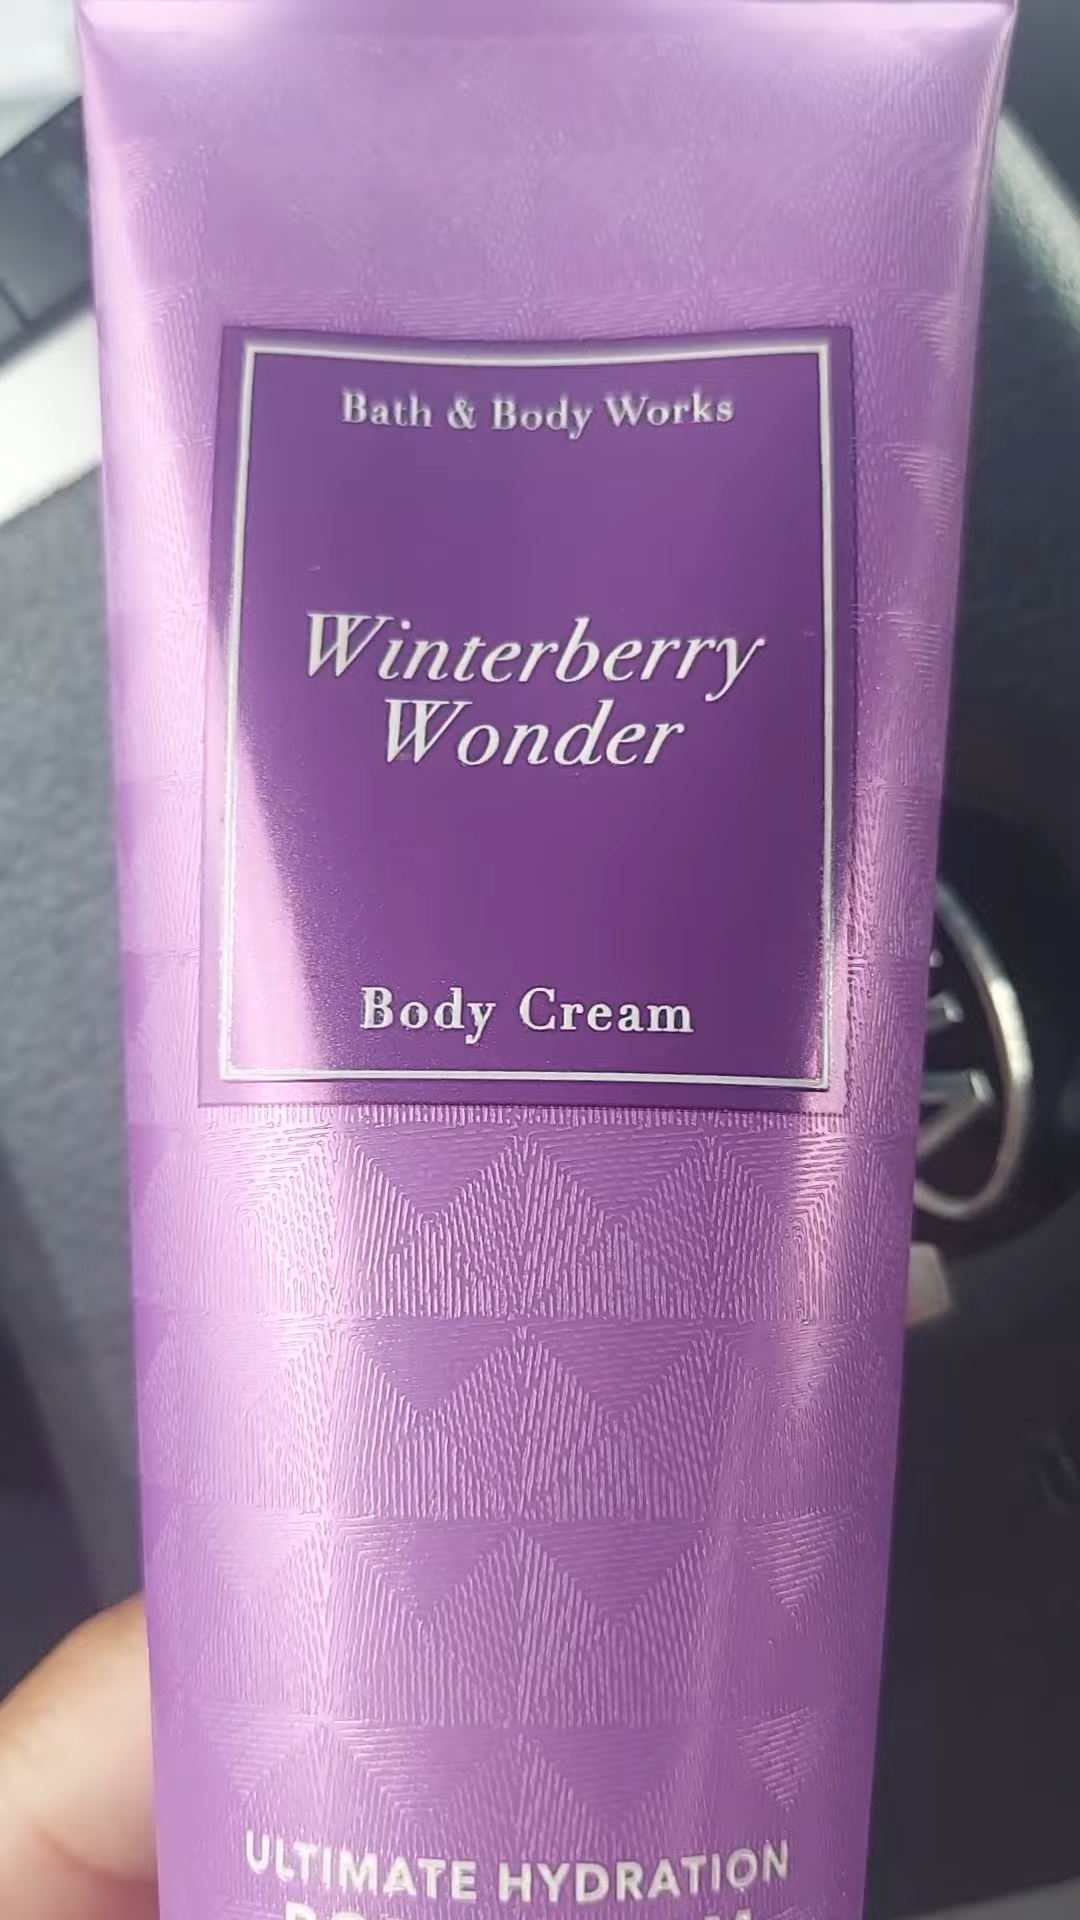 Bath & Body Works
Winterberry
Wonder
Body Cream
ULTIMATE HYDRATION